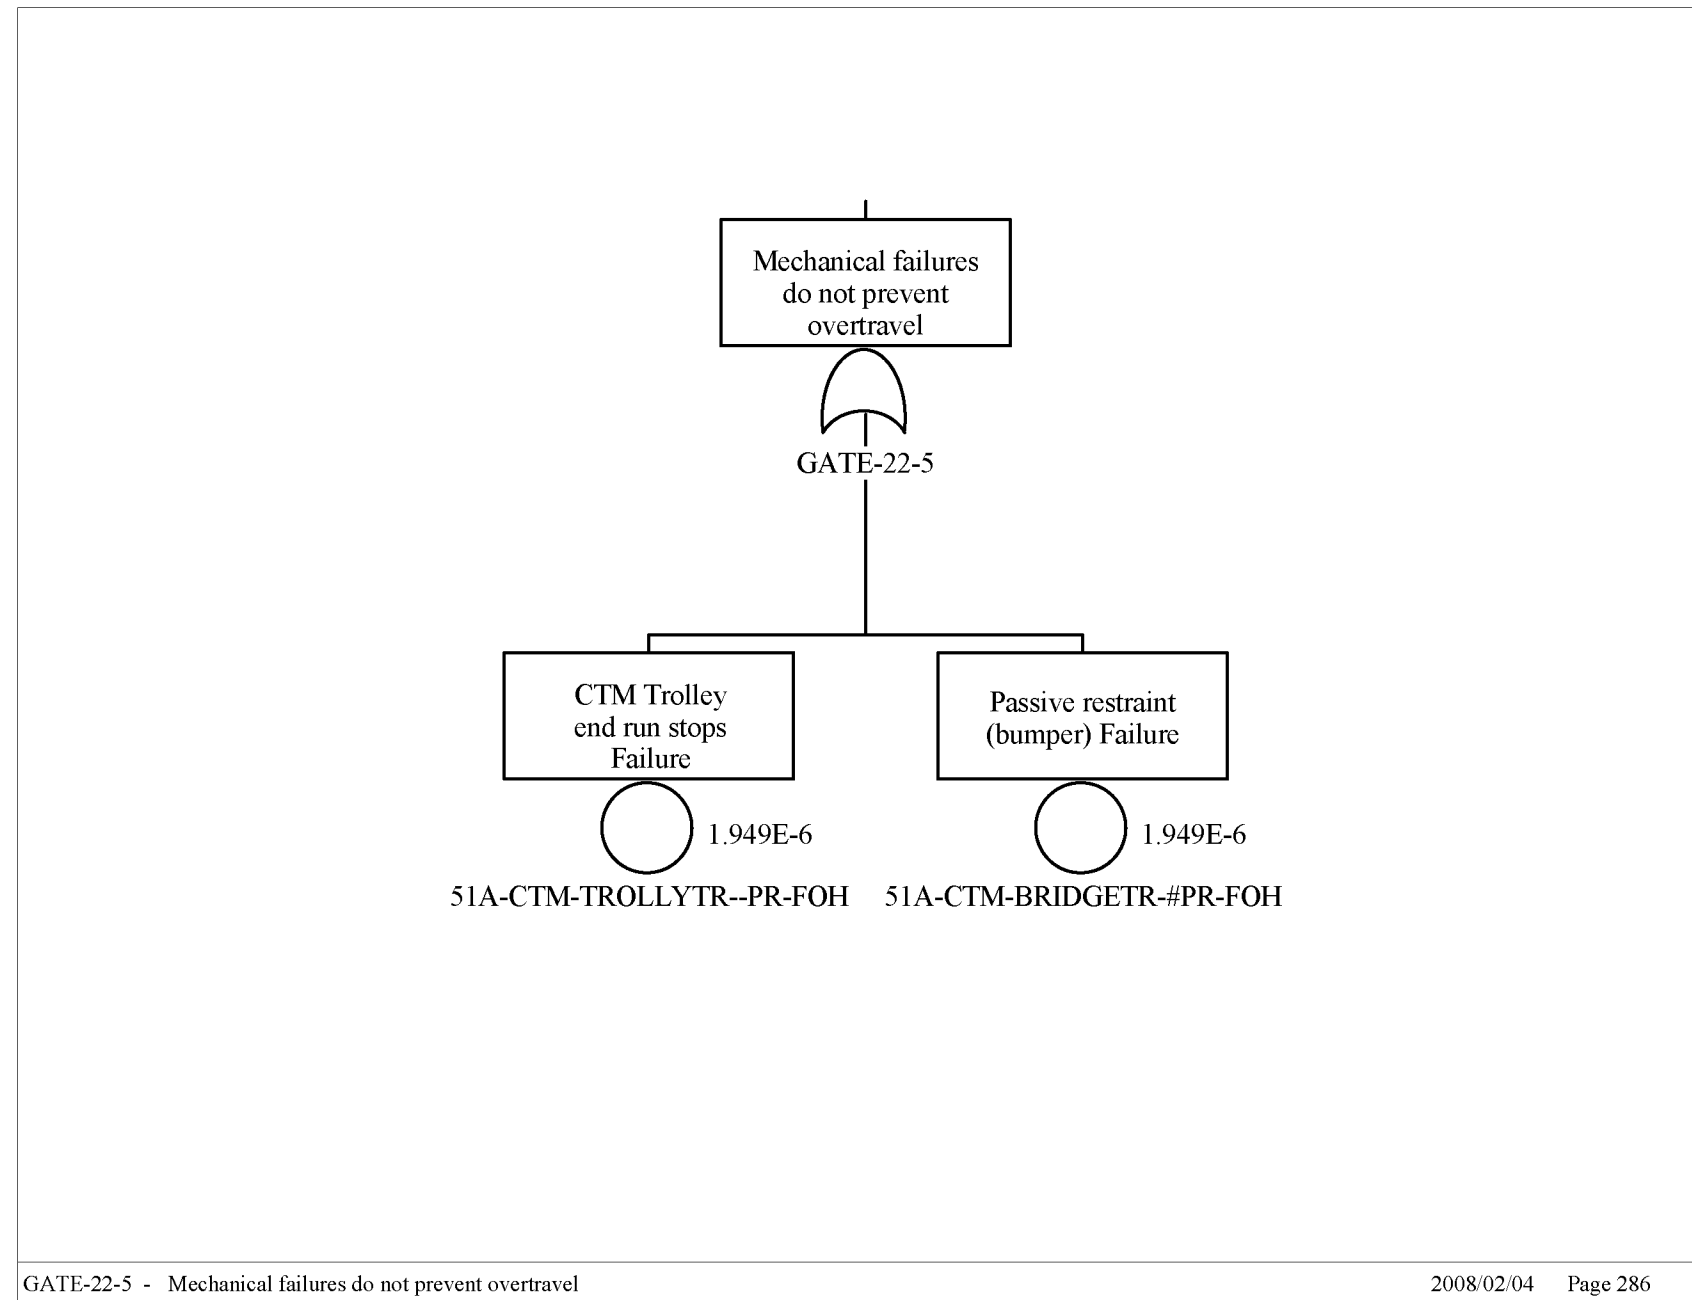 Mechanical failures
do not prevent
overtravel
GATE-22-5
CTM Trolley
end run stops
Failure
Passive restraint
(bumper) Failure
1.949E-6
1.949E-6
51A-CTM-TROLLYTR--PR-FOH
51A-CTM-BRIDGETR-#PR-FOH
GATE-22-5 - Mechanical failures do not prevent overtravel
2008/02/04 Page 286